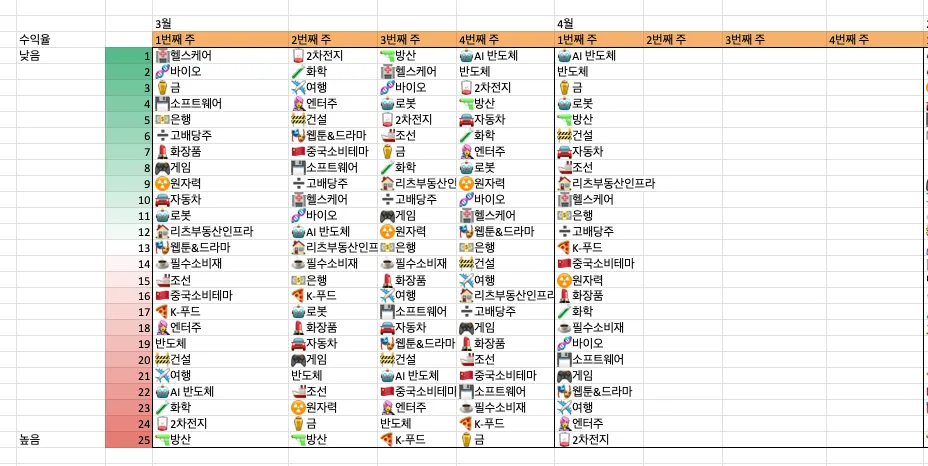 3월 4월
수익율 1번째 주 2번째 주 3번째 주 4번째 주 1번째 주 2번째 주 3번째 주 4번째 주
낮음 1 헬스케어 2차전지 방산 AI 반도체 AI 반도체
2 바이오 화학 헬스케어 반도체 반도체
3 금 여행 바이오 2차전지 금
4 소프트웨어 엔터주 로봇 방산 로봇
5 은행 건설 2차전지 자동차 방산
6 고배당주 웹툰&드라마 조선 화학 건설
7 화장품 중국소비테마 금 엔터주 자동차
8 게임 소프트웨어 화학 로봇 조선
9 원자력 고배당주 리츠부동산인 원자력 리츠부동산인프라
10 자동차 헬스케어 고배당주 바이오 헬스케어
11 로봇 바이오 게임 헬스케어 은행
12 리츠부동산인프라 AI 반도체 원자력 웹툰&드라마 고배당주
13 웹툰&드라마 리츠부동산인프 은행 은행 K-푸드
14 필수소비재 필수소비재 필수소비재 건설 중국소비테마
15 조선 은행 화장품 여행 원자력
16 중국소비테마 K-푸드 여행 리츠부동산인프라 화장품
17 K-푸드 로봇 소프트웨어 고배당주 화학
18 엔터주 화장품 자동차 게임 필수소비재
19 반도체 자동차 웹툰&드라마 화장품 바이오
20 건설 게임 건설 조선 소프트웨어
21 여행 반도체 AI 반도체 중국소비테마 게임
22 AI 반도체 조선 중국소비테마 소프트웨어 웹툰&드라마
23 화학 원자력 엔터주 필수소비재 여행
24 2차전지 금 반도체 K-푸드 엔터주
높음 25 방산 방산 K-푸드 금 2차전지